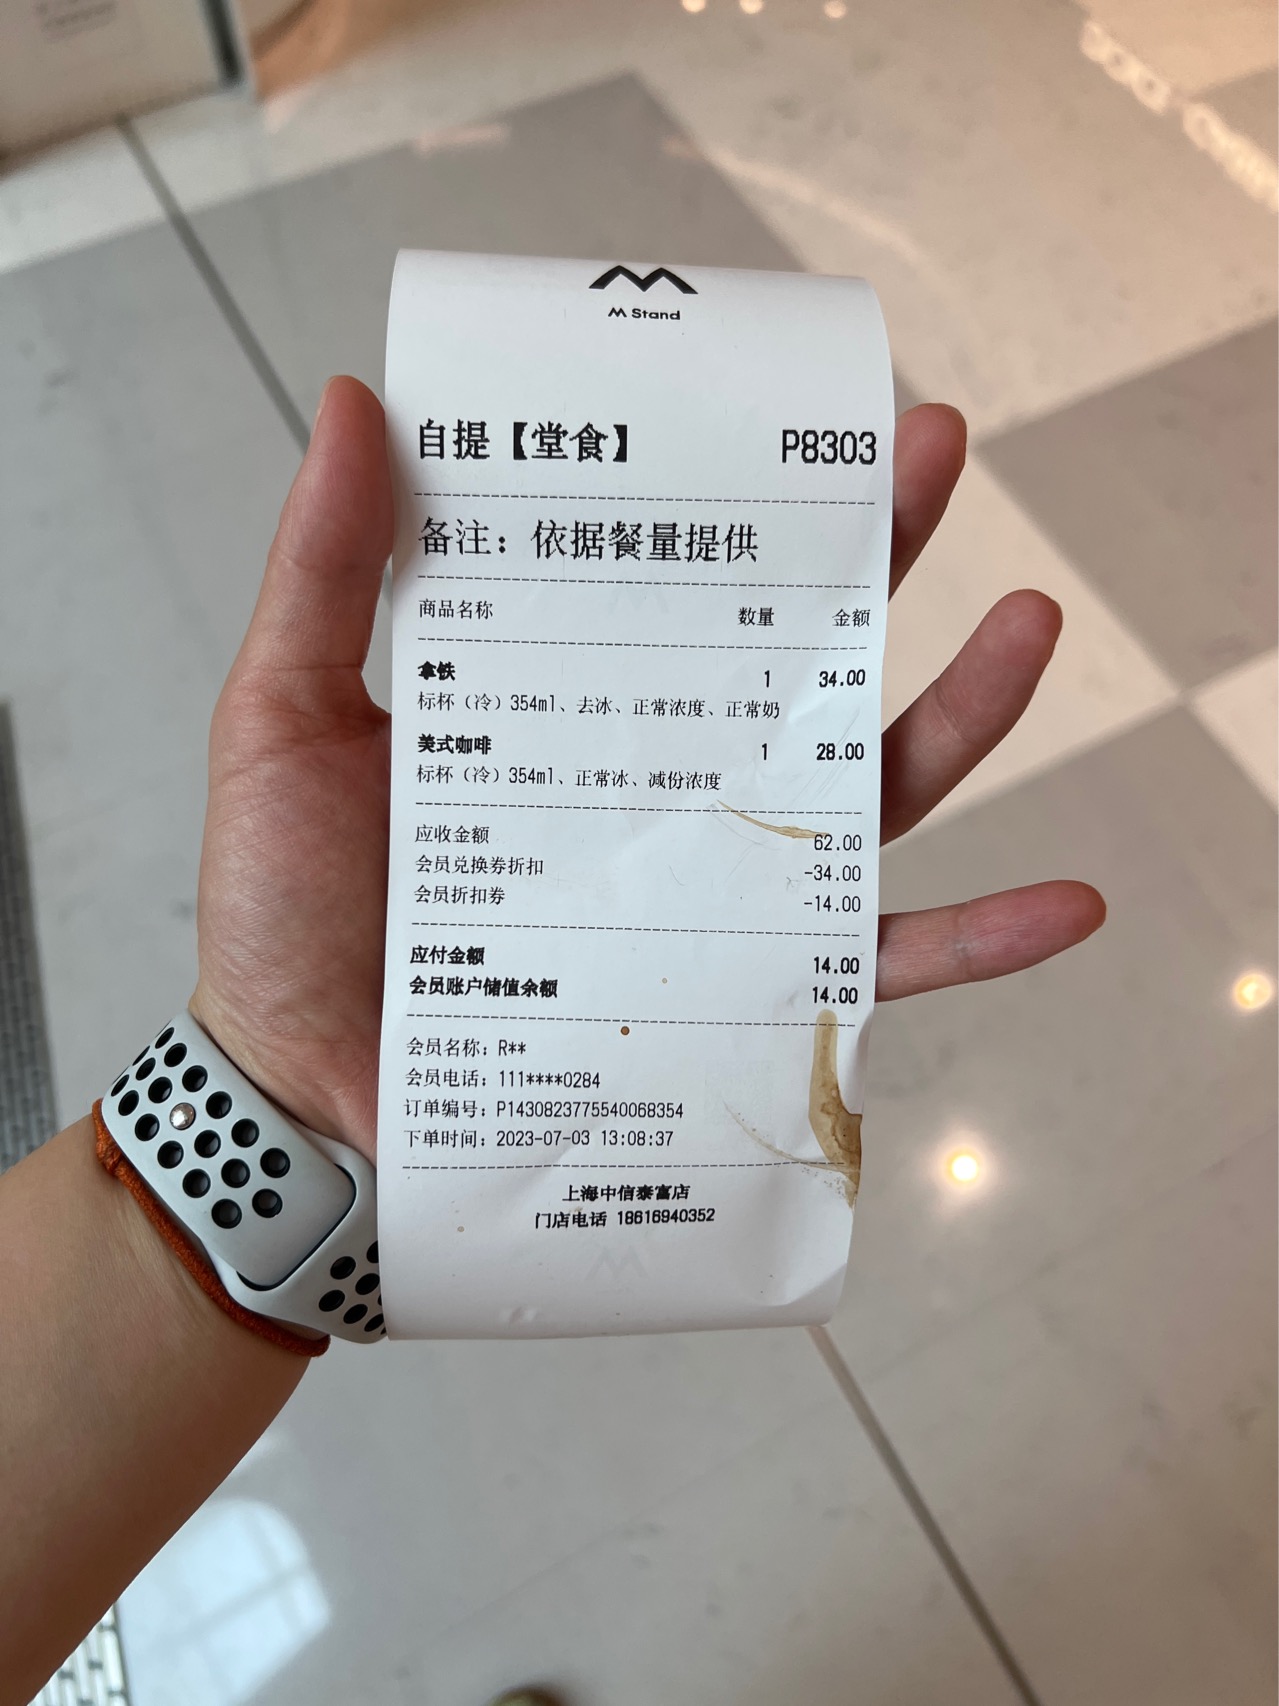 M Stand
自提【堂食】 P8303
备注：依据餐量提供
商品名称 数量 金额
拿铁 1 34.00
标杯（冷）354ml、去冰、正常浓度、正常奶
美式咖啡 1 28.00
标杯（冷）354ml、正常冰、减份浓度
应收金额 62.00
会员兑换券折扣 -34.00
会员折扣券 -14.00
应付金额 14.00
会员账户储值余额 14.00
会员名称：R**
会员电话：111****0284
订单编号：P1430823775540068354
下单时间：2023-07-03 13:08:37
上海中信泰富店
门店电话 18616940352